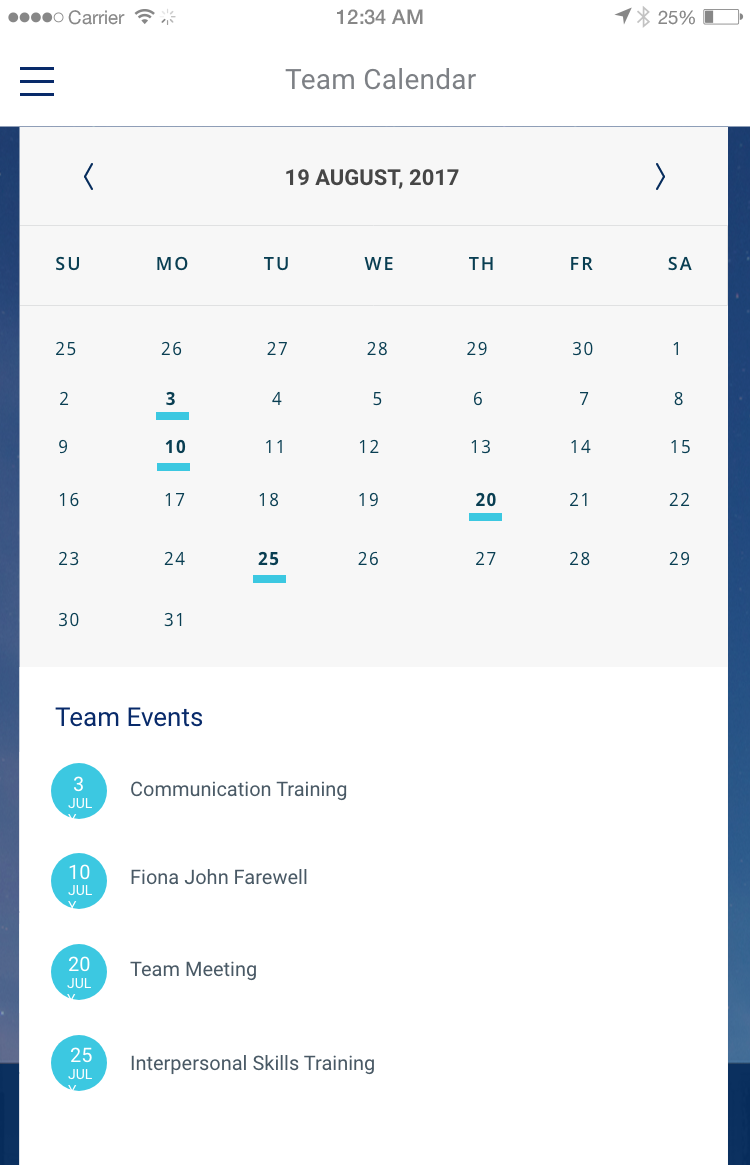 Carrier 12:34 AM 25%
Team Calendar
19 AUGUST, 2017
SU MO TU WE TH FR SA
25 26 27 28 29 30 1
2 3 4 5 6 7 8
9 10 11 12 13 14 15
16 17 18 19 20 21 22
23 24 25 26 27 28 29
30 31
Team Events
3
JUL
Y
Communication Training
10
JUL
Y
Fiona John Farewell
20
JUL
Y
Team Meeting
25
JUL
Y
Interpersonal Skills Training